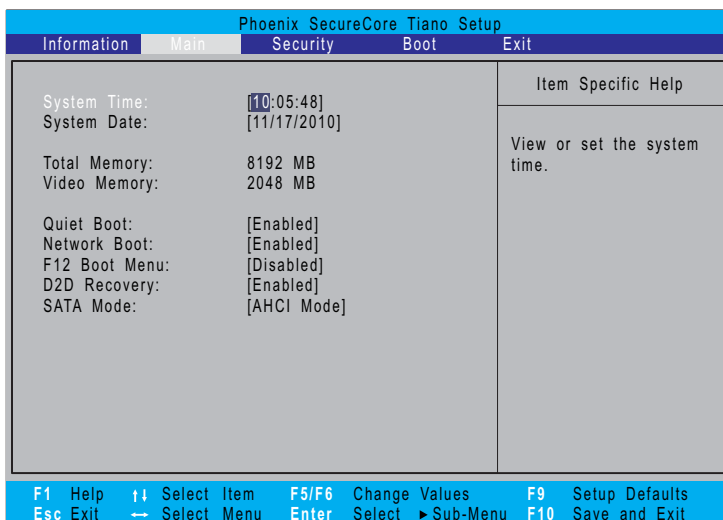 Phoenix SecureCore Tiano Setup
Information Main Security Boot Exit
Item Specific Help
View or set the system
time.
System Time: [10:05:48]
System Date: [11/17/2010]
Total Memory: 8192 MB
Video Memory: 2048 MB
Quiet Boot: [Enabled]
Network Boot: [Enabled]
F12 Boot Menu: [Disabled]
D2D Recovery: [Enabled]
SATA Mode: [AHCI Mode]
F1 Help ↑↓ Select Item F5/F6 Change Values F9 Setup Defaults
Esc Exit ↔ Select Menu Enter Select ►Sub-Menu F10 Save and Exit